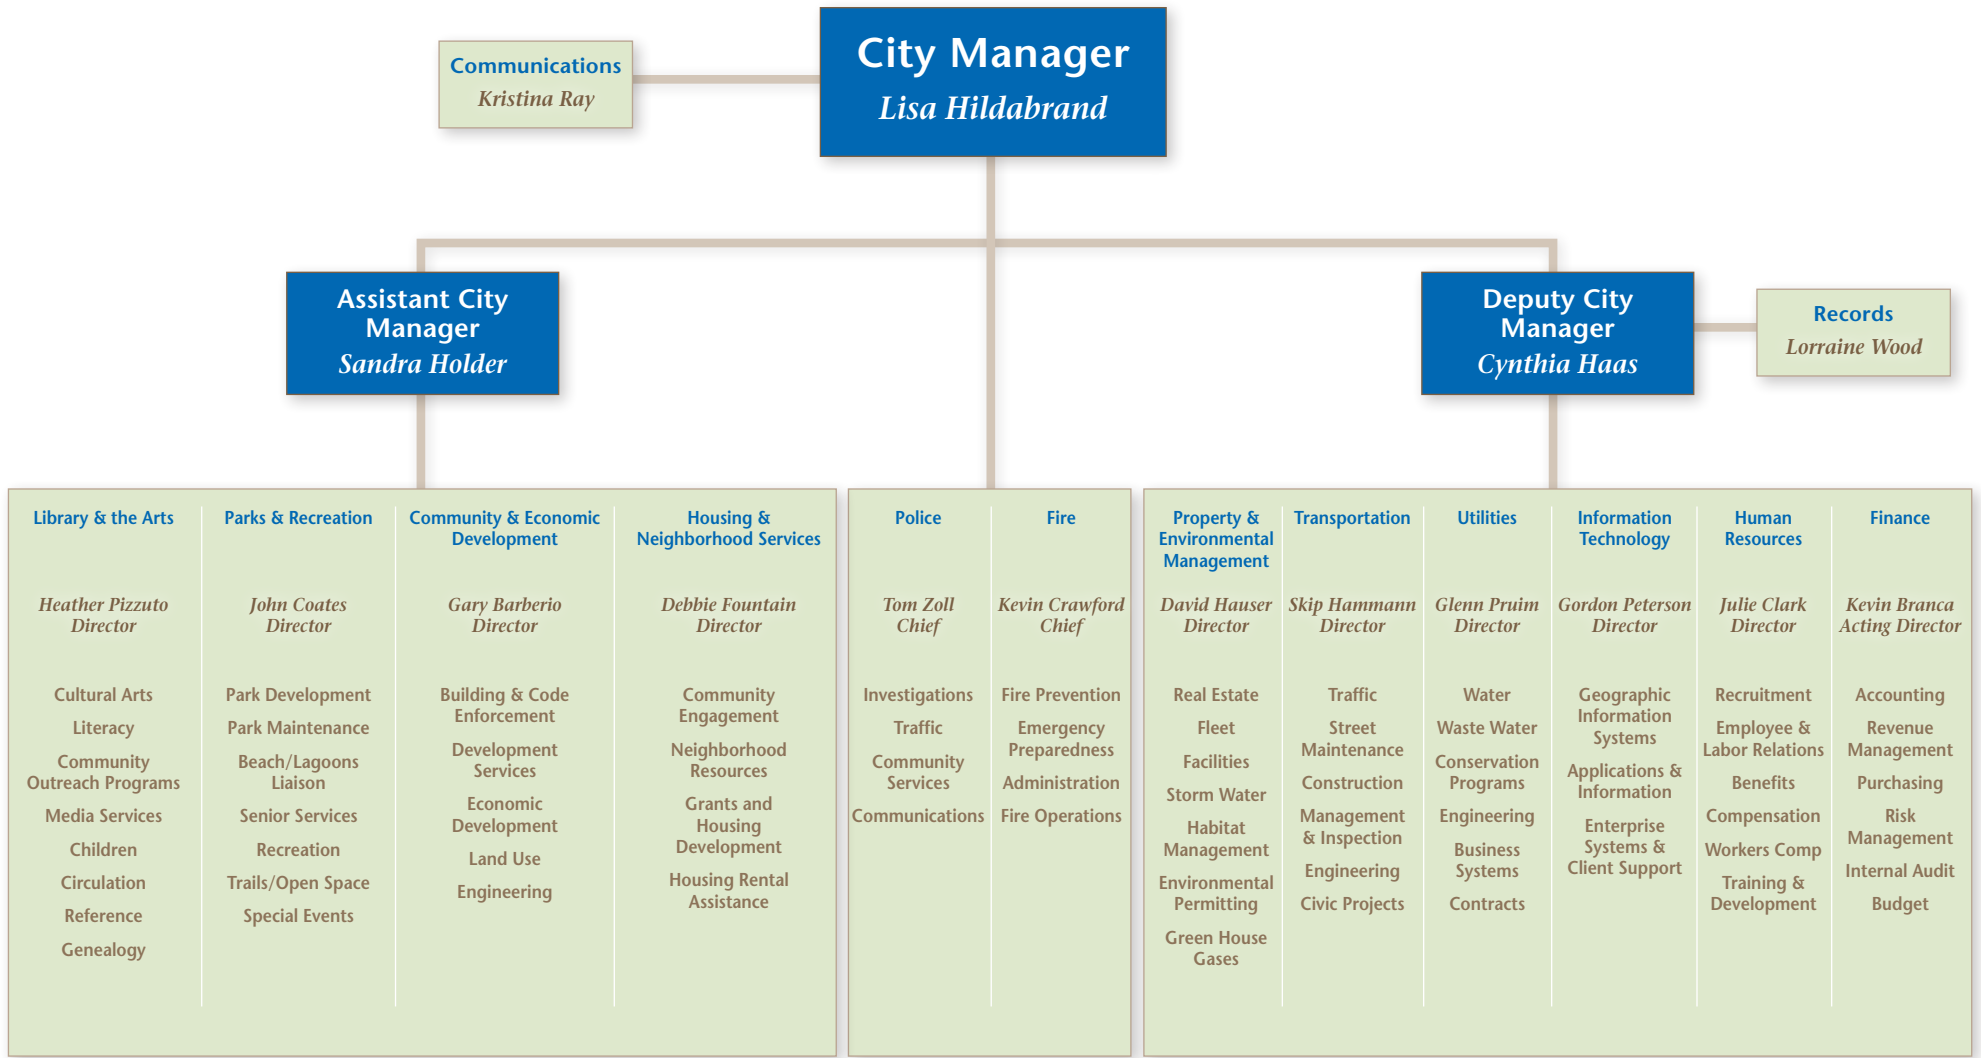 Communications
Kristina Ray
City Manager
Lisa Hildabrand
Assistant City
Manager
Sandra Holder
Deputy City
Manager
Cynthia Haas
Records
Lorraine Wood
Library & the Arts
Heather Pizzuto
Director
Cultural Arts
Literacy
Community
Outreach Programs
Media Services
Children
Circulation
Reference
Genealogy
Parks & Recreation
John Coates
Director
Park Development
Park Maintenance
Beach/Lagoons
Liaison
Senior Services
Recreation
Trails/Open Space
Special Events
Community & Economic
Development
Gary Barberio
Director
Building & Code
Enforcement
Development
Services
Economic
Development
Land Use
Engineering
Housing &
Neighborhood Services
Debbie Fountain
Director
Community
Engagement
Neighborhood
Resources
Grants and
Housing
Development
Housing Rental
Assistance
Police
Tom Zoll
Chief
Investigations
Traffic
Community
Services
Communications
Fire
Kevin Crawford
Chief
Fire Prevention
Emergency
Preparedness
Administration
Fire Operations
Property &
Environmental
Management
David Hauser
Director
Real Estate
Fleet
Facilities
Storm Water
Habitat
Management
Environmental
Permitting
Green House
Gases
Transportation
Skip Hammann
Director
Traffic
Street
Maintenance
Construction
Management
& Inspection
Engineering
Civic Projects
Utilities
Glenn Pruim
Director
Water
Waste Water
Conservation
Programs
Engineering
Business
Systems
Contracts
Information
Technology
Gordon Peterson
Director
Geographic
Information
Systems
Applications &
Information
Enterprise
Systems &
Client Support
Human
Resources
Julie Clark
Director
Recruitment
Employee &
Labor Relations
Benefits
Compensation
Workers Comp
Training &
Development
Finance
Kevin Branca
Acting Director
Accounting
Revenue
Management
Purchasing
Risk
Management
Internal Audit
Budget